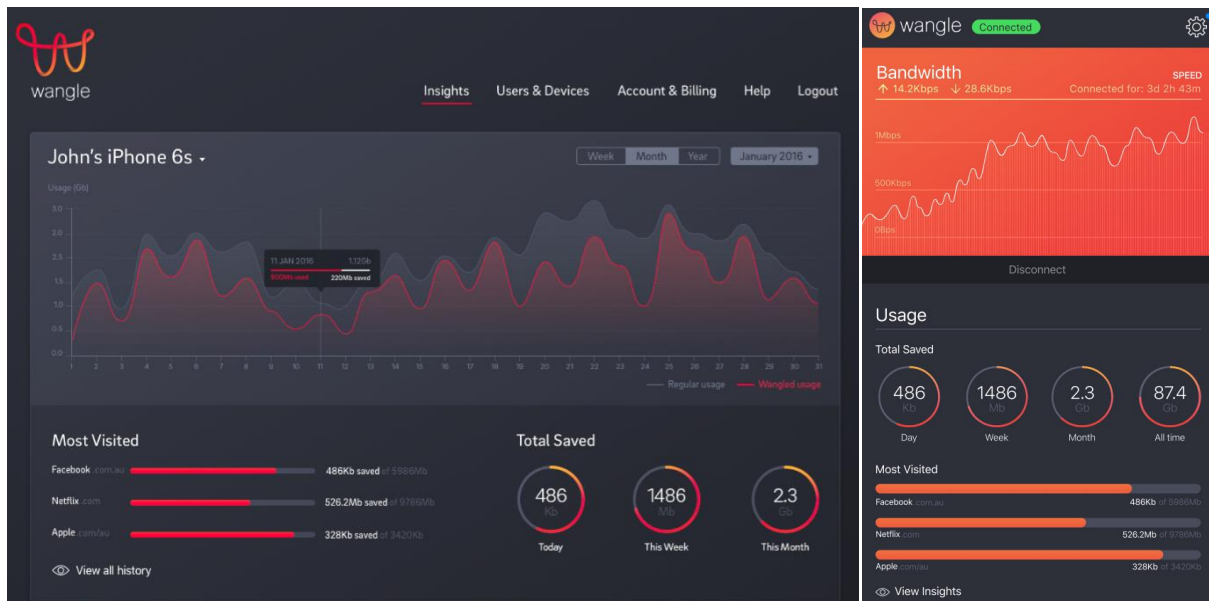 wangle
Insights Users & Devices Account & Billing Help Logout
John's iPhone 6s
Week Month Year January 2016
Usage (Gb)
3.0
2.0
2.5
1.5
1.0
0.5
0.0
11 JAN 2016 1.12Gb
900Mb used 220Mb saved
1 2 3 4 5 6 7 8 9 10 11 12 13 14 15 16 17 18 19 20 21 22 23 24 25 26 27 28 29 30 31
Regular usage Wangled usage
Most Visited
Facebook.com.au 486Kb saved of 5986Mb
Netflix.com 526.2Mb saved of 9786Mb
Apple.com/au 328Kb saved of 3420Kb
View all history
Total Saved
486 Kb
1486 Mb
2.3 Gb
Today This Week This Month
wangle Connected
Bandwidth SPEED
14.2Kbps 28.6Kbps Connected for: 3d 2h 43m
1Mbps
500Kbps
0Bps
Disconnect
Usage
Total Saved
486 1486 2.3 87.4
Kb Mb Gb Gb
Day Week Month All time
Most Visited
Facebook.com.au 486Kb of 5986Mb
Netflix.com 526.2Mb of 9786Mb
Apple.com/au 328Kb of 3420Kb
View Insights